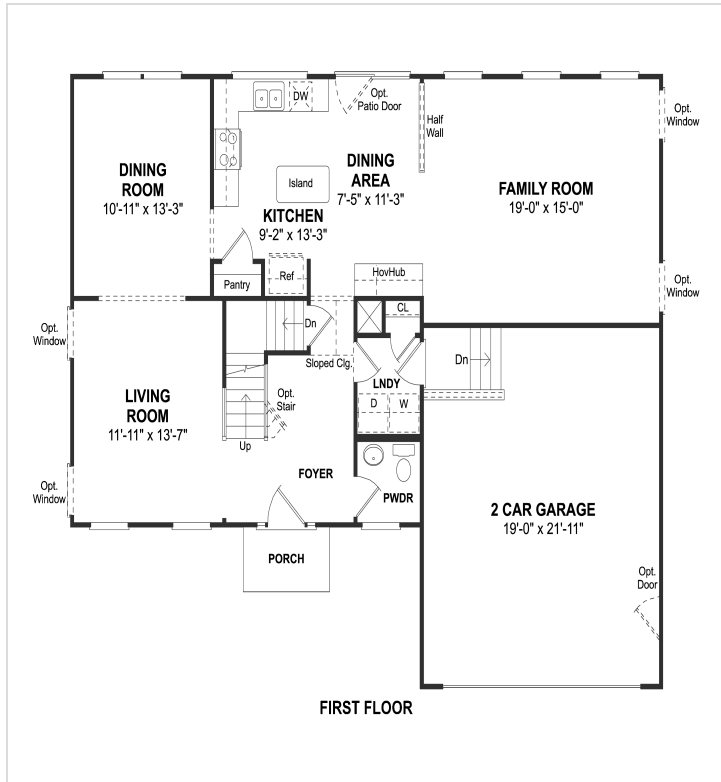 DW
Opt.
Patio Door
Opt.
Window
Half
Wall
DINING
ROOM
10'-11" x 13'-3"
DINING
AREA
7'-5" x 11'-3"
Island
FAMILY ROOM
19'-0" x 15'-0"
KITCHEN
9'-2" x 13'-3"
Pantry
Ref
HovHub
Opt.
Window
CL
Opt.
Window
Dn
Sloped Clg.
Dn
LNDY
D W
LIVING
ROOM
11'-11" x 13'-7"
Opt.
Stair
Up
Opt.
Window
FOYER
PWDR
2 CAR GARAGE
19'-0" x 21'-11"
PORCH
Opt.
Door
FIRST FLOOR